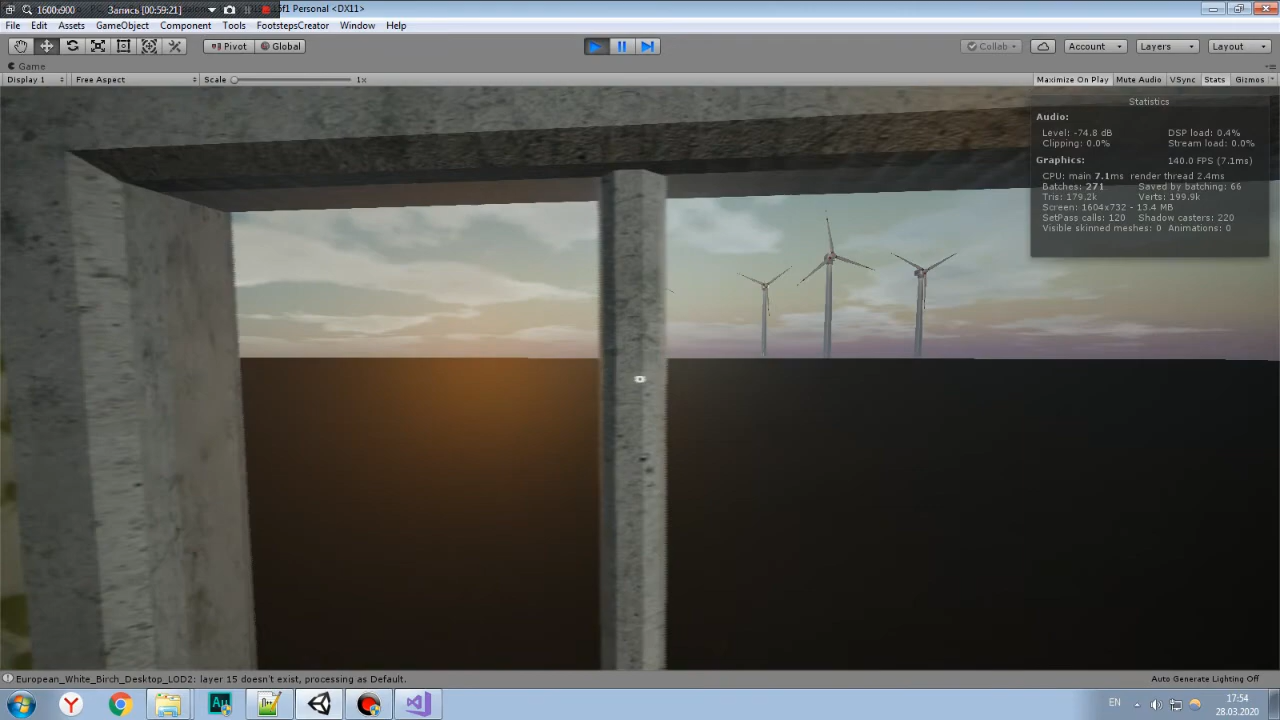 1600x900 Запись [00:59:21] 5f1 Personal <DX11>
File Edit Assets GameObject Component Tools FootstepsCreator Window Help
Pivot Global Collab Account Layers Layout
Game
Display 1 Free Aspect Scale 1x Maximize On Play Mute Audio VSync Stats Gizmos
Statistics
Audio:
Level: -74.8 dB DSP load: 0.4%
Clipping: 0.0% Stream load: 0.0%
Graphics: 140.0 FPS (7.1ms)
CPU: main 7.1ms render thread 2.4ms
Batches: 271 Saved by batching: 66
Tris: 179.2k Verts: 199.9k
Screen: 1604x732 - 13.4 MB
SetPass calls: 120 Shadow casters: 220
Visible skinned meshes: 0 Animations: 0
European_White_Birch_Desktop_LOD2: layer 15 doesn't exist, processing as Default. Auto Generate Lighting Off
Au
EN 17:54
28.03.2020